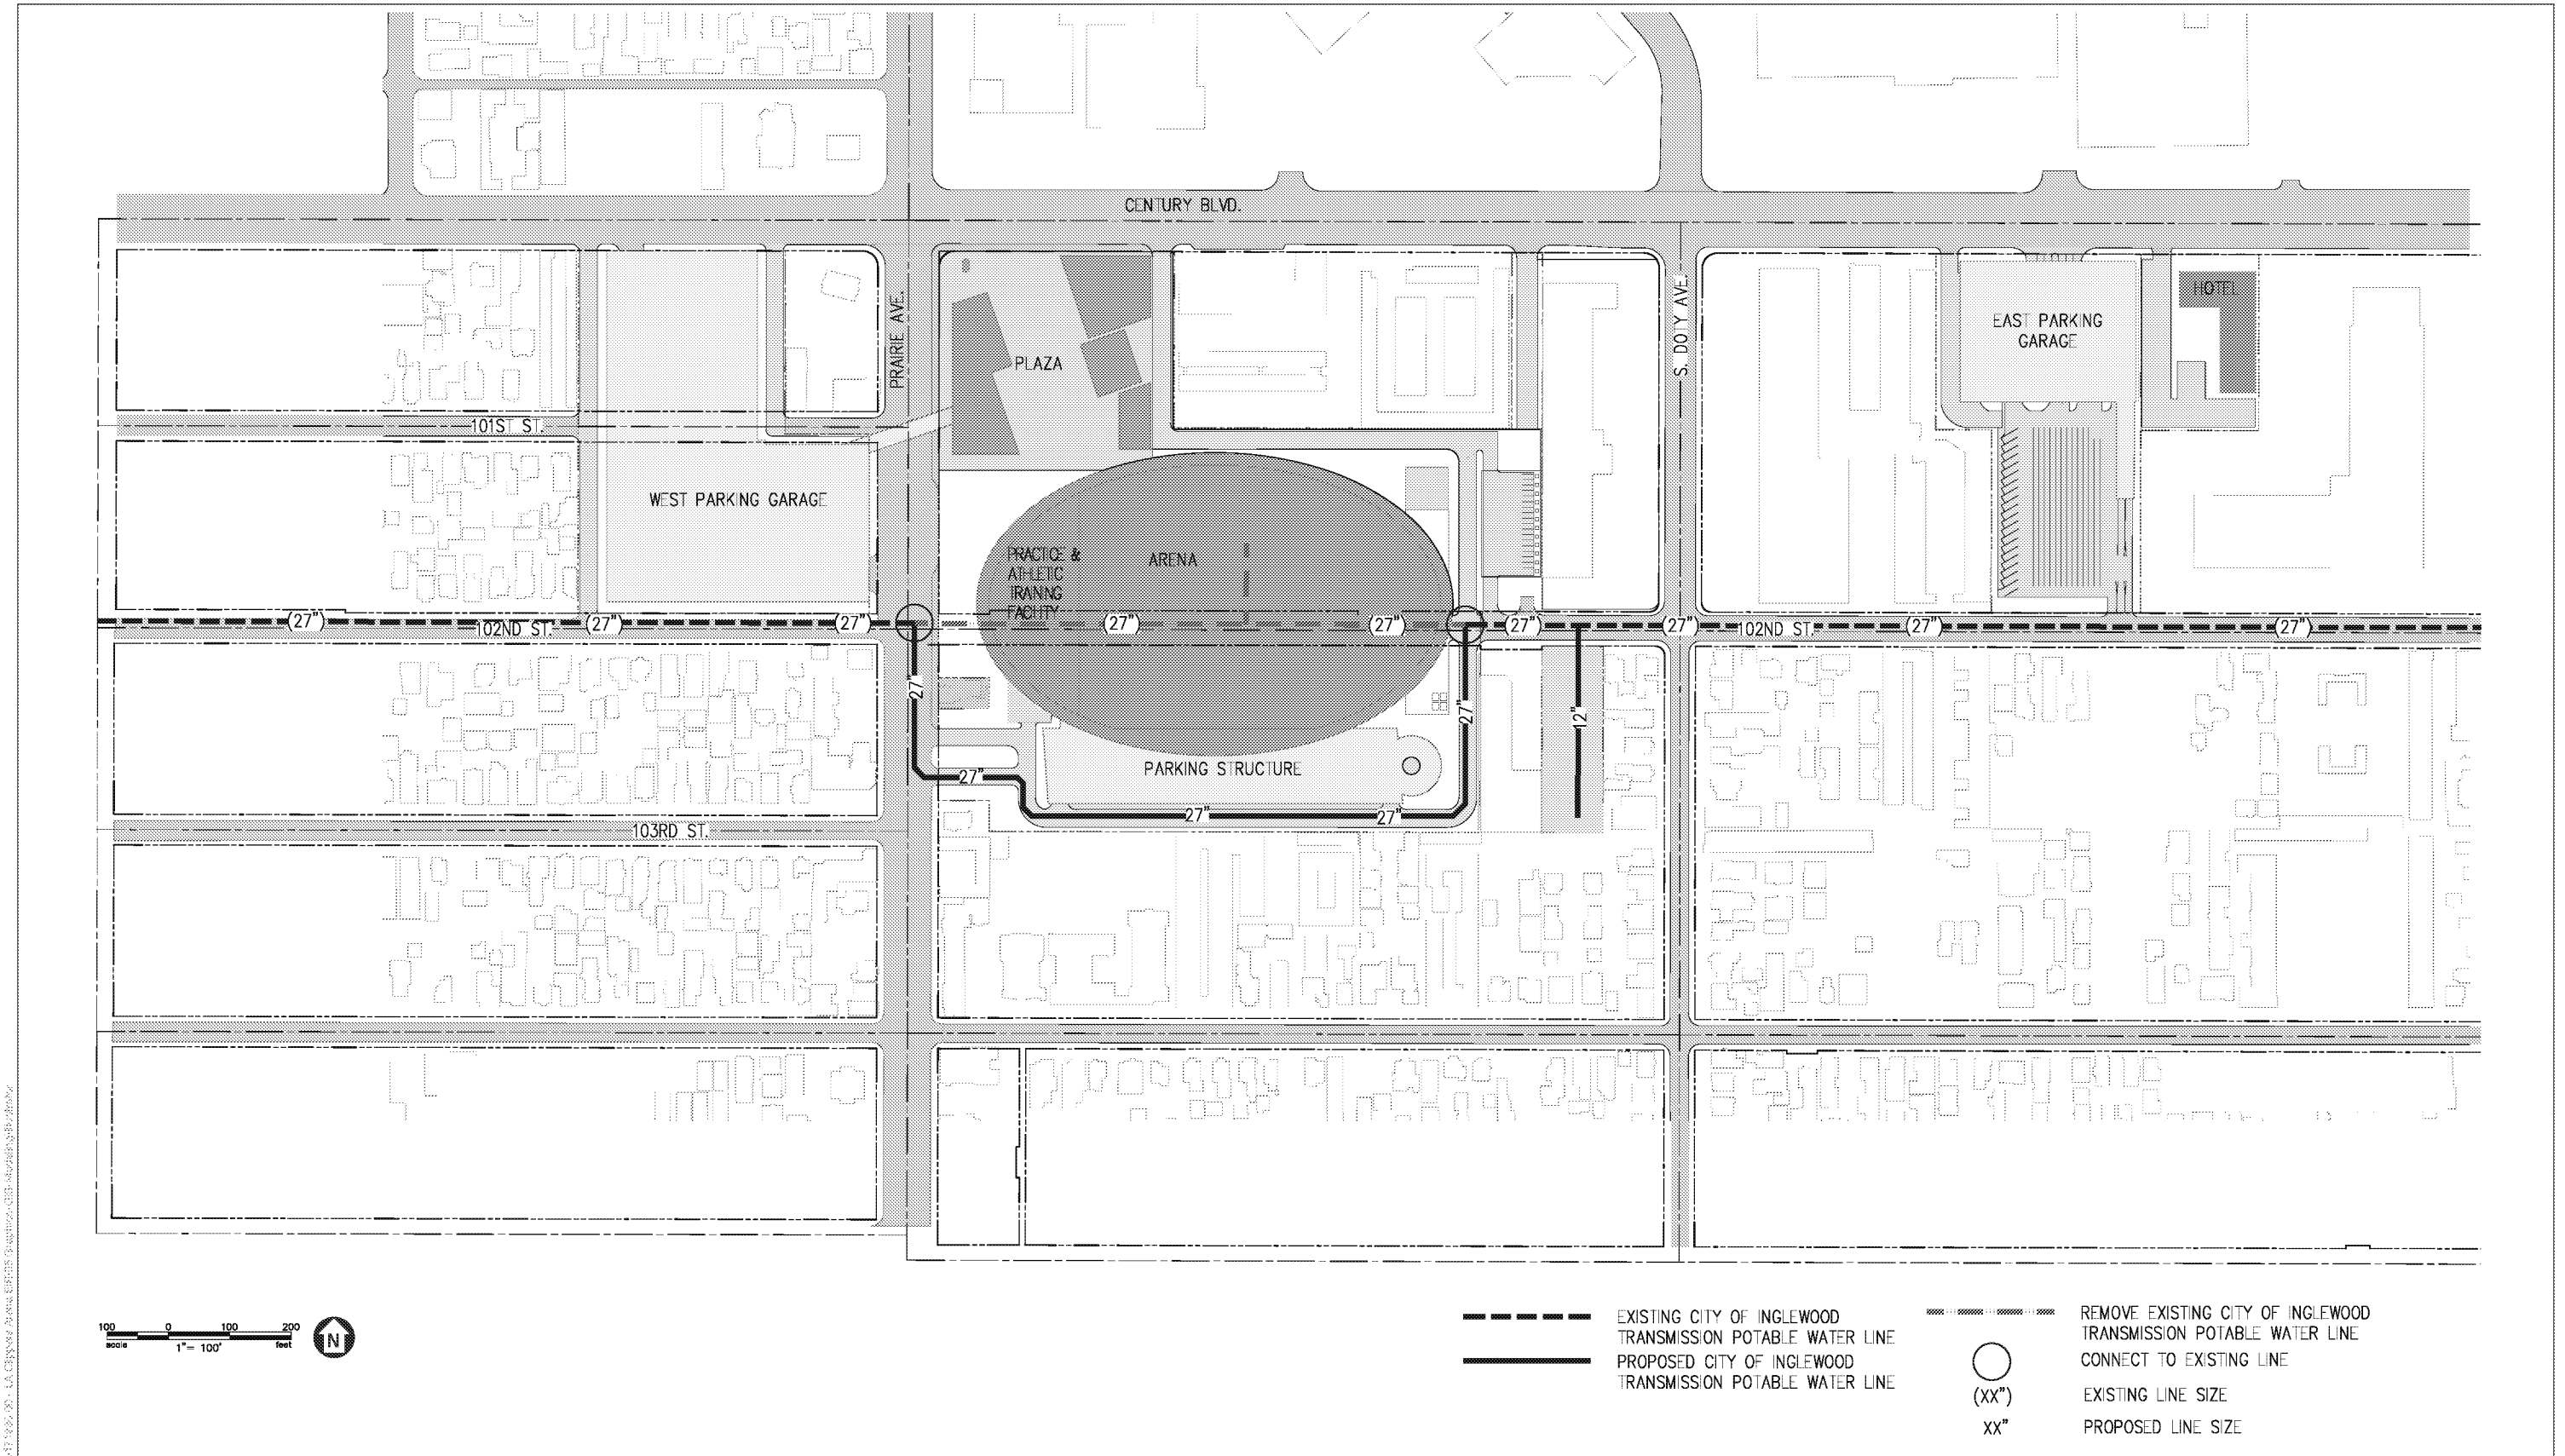 CENTURY BLVD.
PRAIRIE AVE.
PLAZA
S. DOTY AVE.
EAST PARKING
GARAGE
HOTEL
101ST ST.
WEST PARKING GARAGE
PRACTICE &
ATHLETIC
TRAINING
FACILITY
ARENA
(27")
102ND ST.
(27")
(27")
(27")
(27")
(27")
(27")
102ND ST.
(27")
(27")
27"
27"
12"
27"
PARKING STRUCTURE
27"
27"
103RD ST.
100 0 100 200
scale 1"= 100' feet
N
EXISTING CITY OF INGLEWOOD
TRANSMISSION POTABLE WATER LINE
PROPOSED CITY OF INGLEWOOD
TRANSMISSION POTABLE WATER LINE
REMOVE EXISTING CITY OF INGLEWOOD
TRANSMISSION POTABLE WATER LINE
CONNECT TO EXISTING LINE
(XX") EXISTING LINE SIZE
XX" PROPOSED LINE SIZE